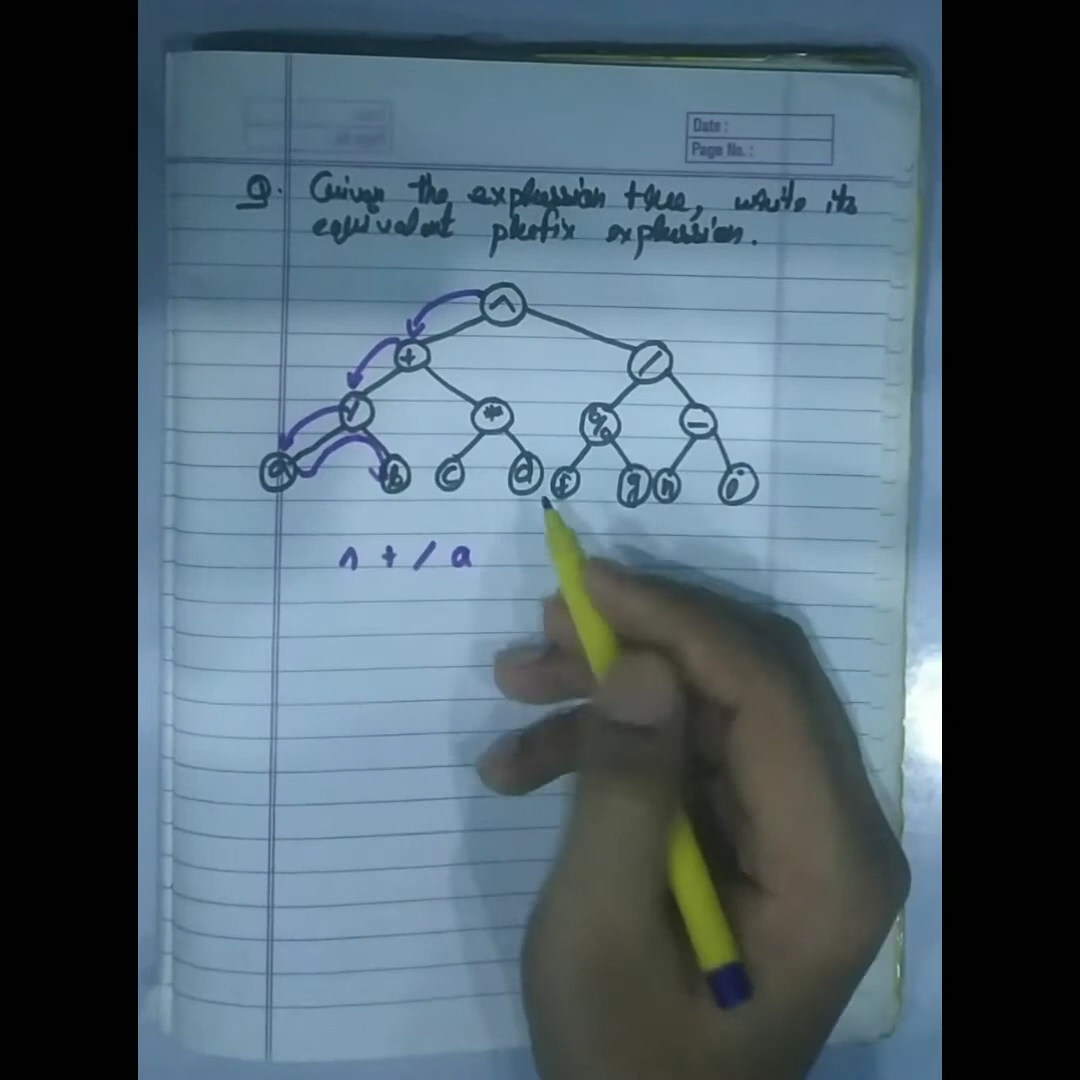 Date :
Page No. :
Q. Given the expression tree, write its
equivalent prefix expression.
^
+ /
/ * % -
a b c d f g h i
^ + / a